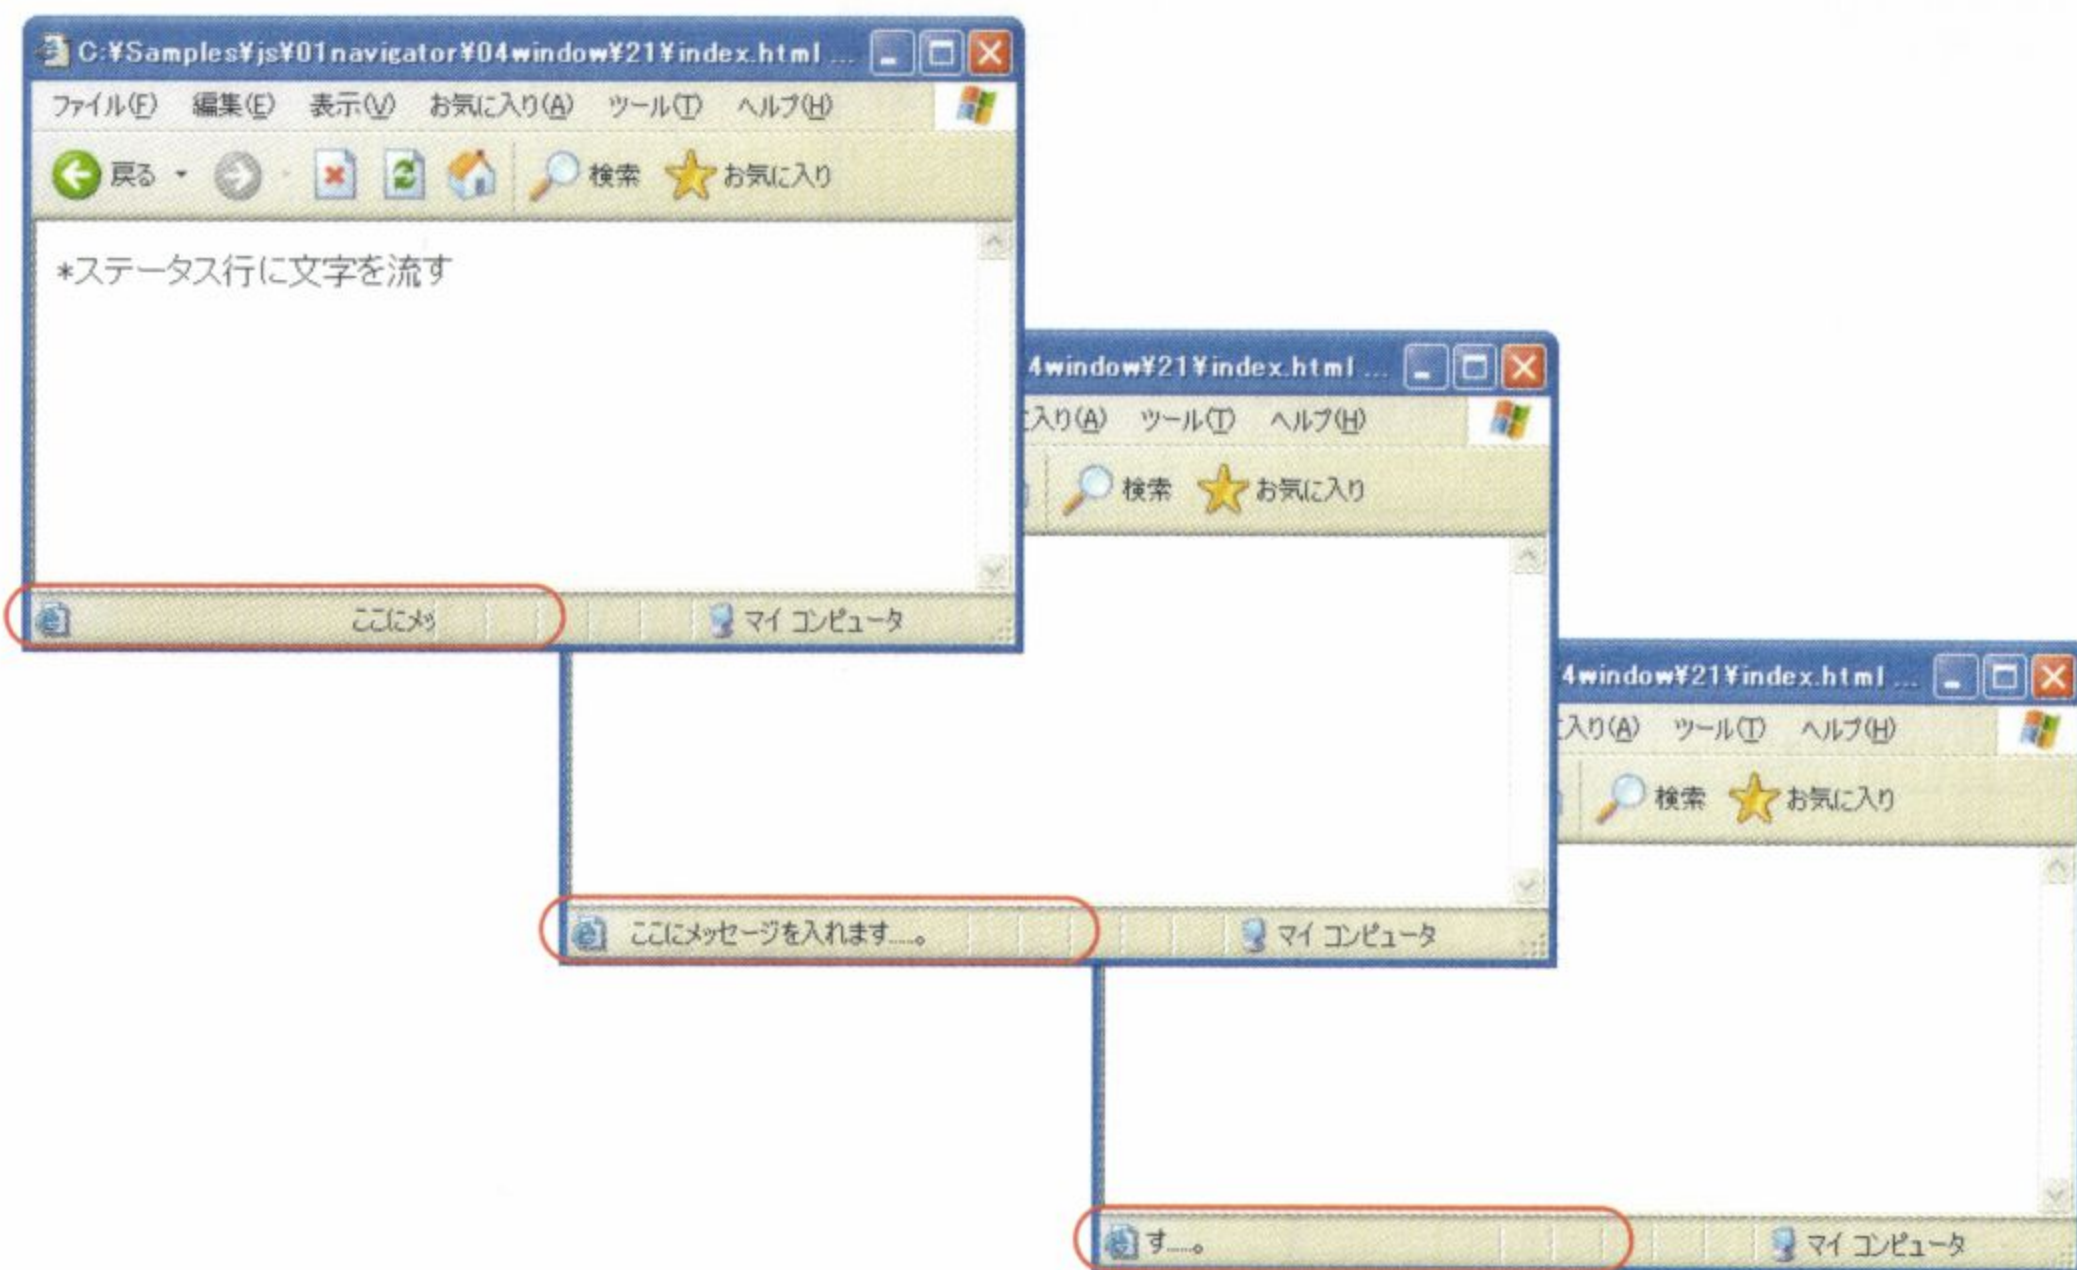 C:¥Samples¥js¥01navigator¥04window¥21¥index.html ...
ファイル(F) 編集(E) 表示(V) お気に入り(A) ツール(T) ヘルプ(H)
戻る 検索 お気に入り
*ステータス行に文字を流す
ここにメッ マイ コンピュータ
4window¥21¥index.html ...
に入り(A) ツール(T) ヘルプ(H)
検索 お気に入り
ここにメッセージを入れます.....。 マイ コンピュータ
4window¥21¥index.html ...
に入り(A) ツール(T) ヘルプ(H)
検索 お気に入り
す.....。 マイ コンピュータ